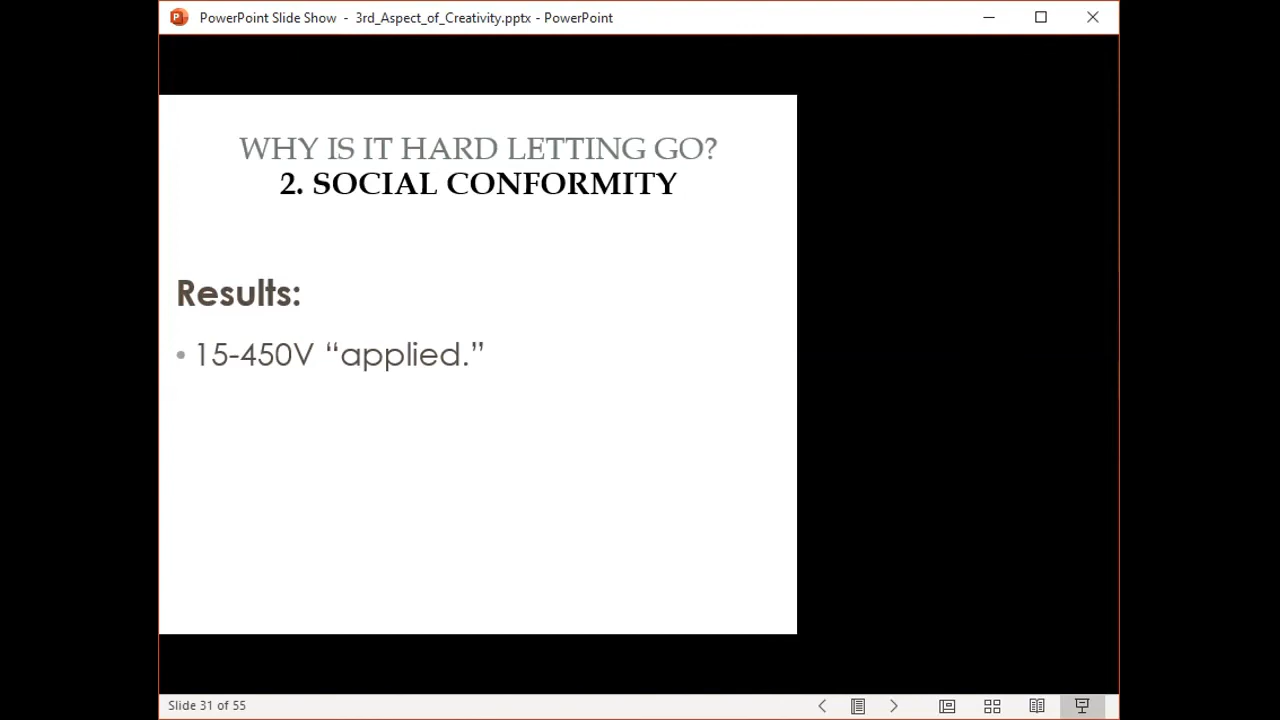 PowerPoint Slide Show - 3rd_Aspect_of_Creativity.pptx - PowerPoint
WHY IS IT HARD LETTING GO?
2. SOCIAL CONFORMITY
Results:
• 15-450V “applied.”
Slide 31 of 55